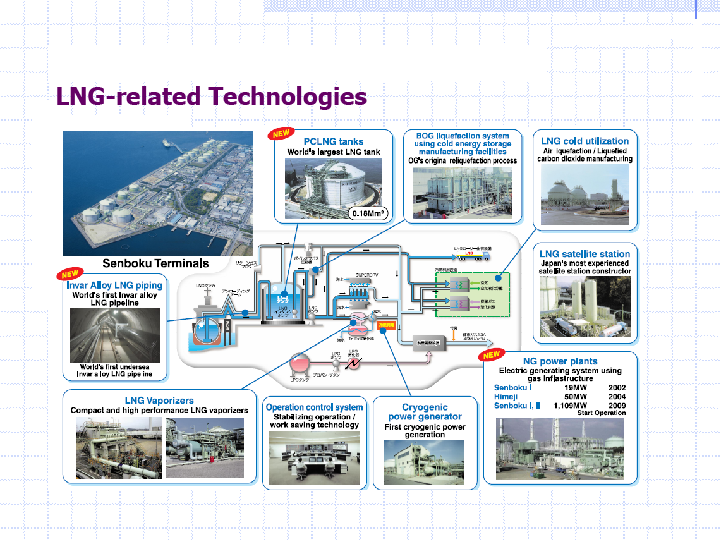 LNG-related Technologies
NEW
PCLNG tanks
World's largest LNG tank
0.18Mm³
BOG liquefaction system
using cold energy storage
manufacturing facilities
OG's original reliquefaction process
LNG cold utilization
Air liquefaction / Liquefied
carbon dioxide manufacturing
Senboku Terminals
LNG satellite station
Japan's most experienced
satellite station constructor
NEW
Invar Alloy LNG piping
World's first Invar alloy
LNG pipeline
World's first undersea
Invar alloy LNG pipeline
LNG
NEW
NG power plants
Electric generating system using
gas infrastructure
Senboku I 19MW 2002
Himeji 50MW 2004
Senboku I, II 1,109MW 2009
Start Operation
LNG Vaporizers
Compact and high performance LNG vaporizers
Operation control system
Stabilizing operation /
work saving technology
Cryogenic
power generator
First cryogenic power
generation